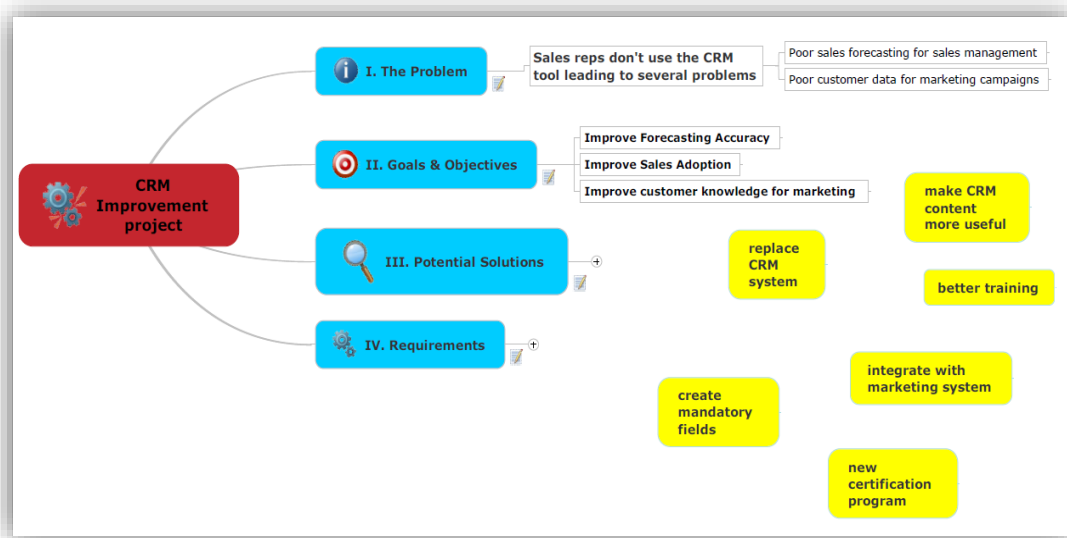 CRM
Improvement
project
I. The Problem
Sales reps don't use the CRM
tool leading to several problems
Poor sales forecasting for sales management
Poor customer data for marketing campaigns
II. Goals & Objectives
Improve Forecasting Accuracy
Improve Sales Adoption
Improve customer knowledge for marketing
III. Potential Solutions
IV. Requirements
make CRM
content
more useful
replace
CRM
system
better training
integrate with
marketing system
create
mandatory
fields
new
certification
program